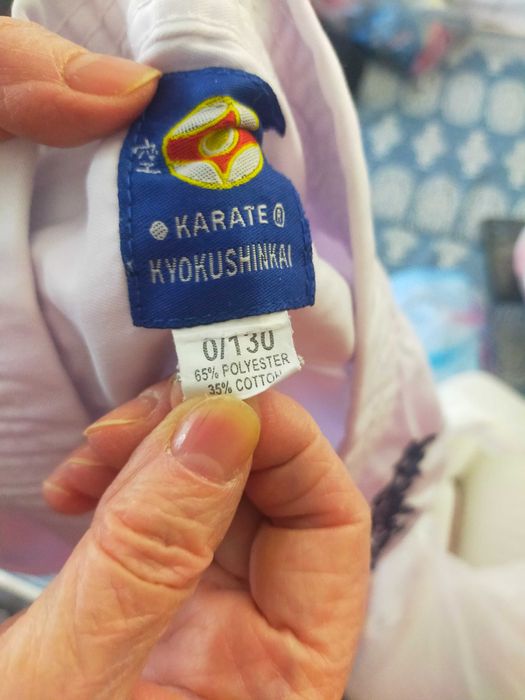 KARATE®
KYOKUSHINKAI
0/130
65% POLYESTER
35% COTTON